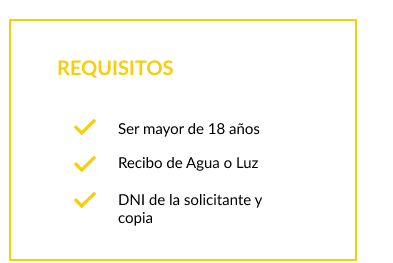 REQUISITOS
Ser mayor de 18 años
Recibo de Agua o Luz
DNI de la solicitante y
copia